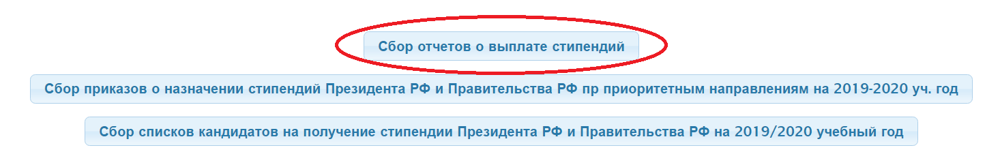 Сбор отчетов о выплате стипендий
Сбор приказов о назначении стипендий Президента РФ и Правительства РФ пр приоритетным направлениям на 2019-2020 уч. год
Сбор списков кандидатов на получение стипендии Президента РФ и Правительства РФ на 2019/2020 учебный год